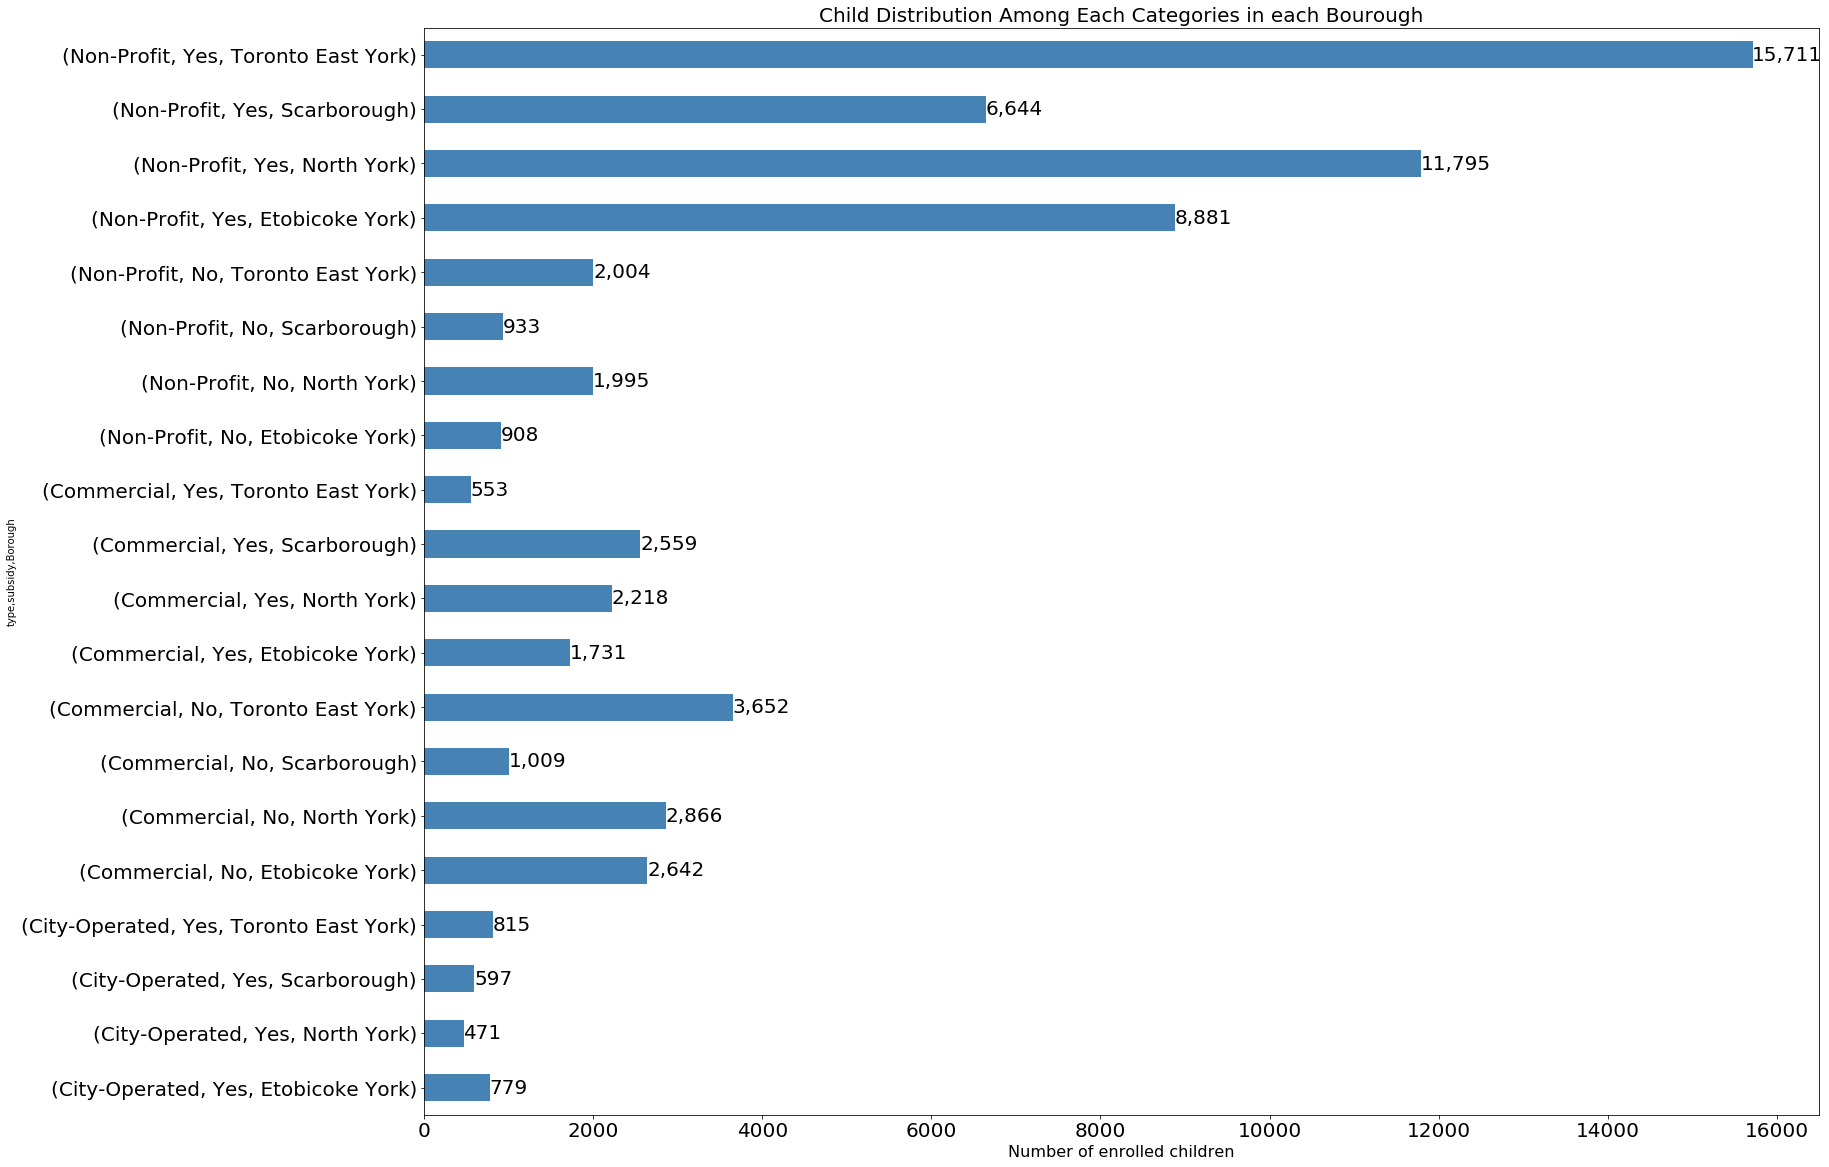 Child Distribution Among Each Categories in each Bourough
(Non-Profit, Yes, Toronto East York) 15,711
(Non-Profit, Yes, Scarborough) 6,644
(Non-Profit, Yes, North York) 11,795
(Non-Profit, Yes, Etobicoke York) 8,881
(Non-Profit, No, Toronto East York) 2,004
(Non-Profit, No, Scarborough) 933
(Non-Profit, No, North York) 1,995
(Non-Profit, No, Etobicoke York) 908
(Commercial, Yes, Toronto East York) 553
(Commercial, Yes, Scarborough) 2,559
(Commercial, Yes, North York) 2,218
(Commercial, Yes, Etobicoke York) 1,731
(Commercial, No, Toronto East York) 3,652
(Commercial, No, Scarborough) 1,009
(Commercial, No, North York) 2,866
(Commercial, No, Etobicoke York) 2,642
(City-Operated, Yes, Toronto East York) 815
(City-Operated, Yes, Scarborough) 597
(City-Operated, Yes, North York) 471
(City-Operated, Yes, Etobicoke York) 779
type,subsidy,Borough
0 2000 4000 6000 8000 10000 12000 14000 16000
Number of enrolled children